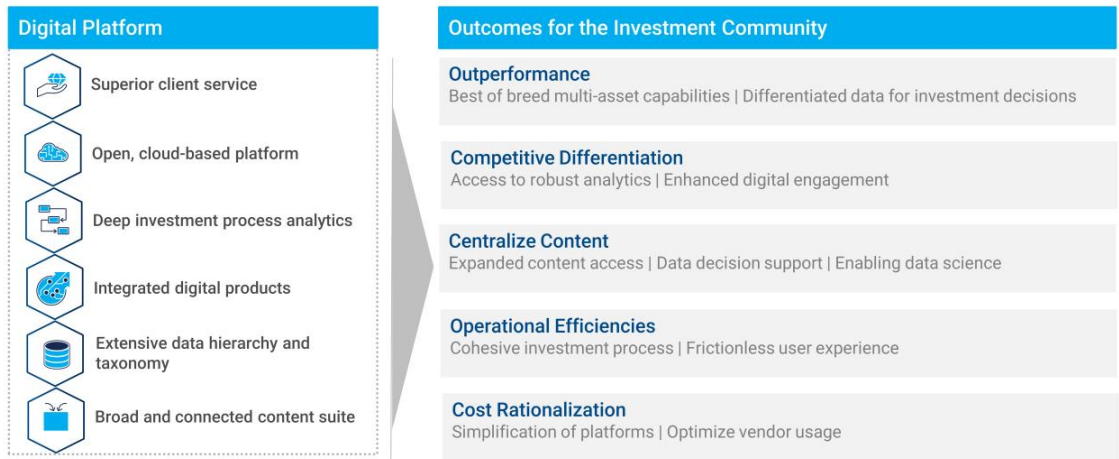 Digital Platform
Superior client service
Open, cloud-based platform
Deep investment process analytics
Integrated digital products
Extensive data hierarchy and
taxonomy
Broad and connected content suite
Outcomes for the Investment Community
Outperformance
Best of breed multi-asset capabilities | Differentiated data for investment decisions
Competitive Differentiation
Access to robust analytics | Enhanced digital engagement
Centralize Content
Expanded content access | Data decision support | Enabling data science
Operational Efficiencies
Cohesive investment process | Frictionless user experience
Cost Rationalization
Simplification of platforms | Optimize vendor usage